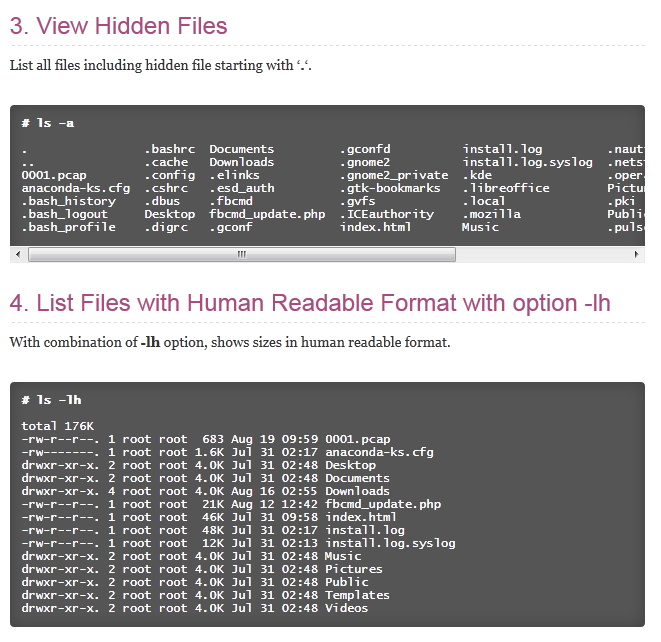 3. View Hidden Files
List all files including hidden file starting with ‘.‘.
# ls -a
. .bashrc Documents .gconfd install.log
.. .cache Downloads .gnome2 install.log.syslog
0001.pcap .config .elinks .gnome2_private .kde
anaconda-ks.cfg .cshrc .esd_auth .gtk-bookmarks .libreoffice
.bash_history .dbus .fbcmd .gvfs .local .pki
.bash_logout Desktop fbcmd_update.php .ICEauthority .mozilla
.bash_profile .digrc .gconf index.html Music
4. List Files with Human Readable Format with option -lh
With combination of -lh option, shows sizes in human readable format.
# ls -lh
total 176K
-rw-r--r--. 1 root root 683 Aug 19 09:59 0001.pcap
-rw-------. 1 root root 1.6K Jul 31 02:17 anaconda-ks.cfg
drwxr-xr-x. 2 root root 4.0K Jul 31 02:48 Desktop
drwxr-xr-x. 2 root root 4.0K Jul 31 02:48 Documents
drwxr-xr-x. 4 root root 4.0K Aug 16 02:55 Downloads
-rw-r--r--. 1 root root 21K Aug 12 12:42 fbcmd_update.php
-rw-r--r--. 1 root root 46K Jul 31 09:58 index.html
-rw-r--r--. 1 root root 48K Jul 31 02:17 install.log
-rw-r--r--. 1 root root 12K Jul 31 02:13 install.log.syslog
drwxr-xr-x. 2 root root 4.0K Jul 31 02:48 Music
drwxr-xr-x. 2 root root 4.0K Jul 31 02:48 Pictures
drwxr-xr-x. 2 root root 4.0K Jul 31 02:48 Public
drwxr-xr-x. 2 root root 4.0K Jul 31 02:48 Templates
drwxr-xr-x. 2 root root 4.0K Jul 31 02:48 Videos